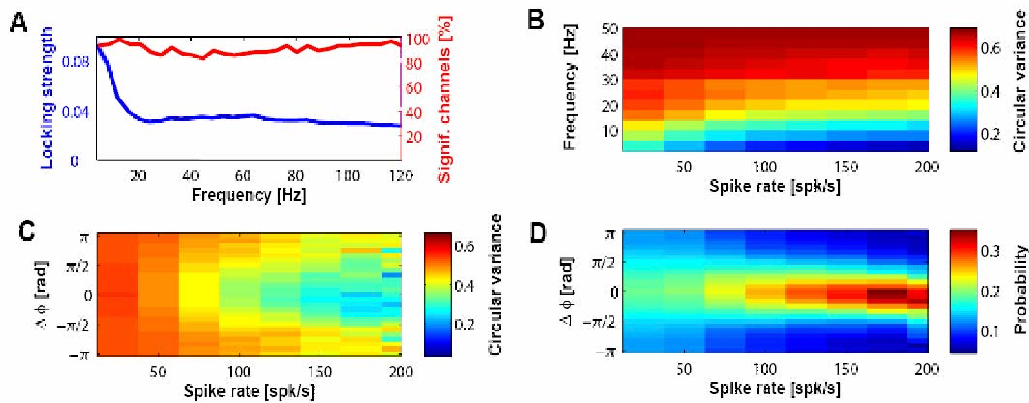 A
Locking strength
0.08
0.04
0
20
40
60
80
100
120
Frequency [Hz]
100
80
60
40
20
Signif. channels [%]
B
Frequency [Hz]
50
40
30
20
10
50
100
150
200
Spike rate [spk/s]
0.6
0.4
0.2
Circular variance
C
Δ ϕ [rad]
π
π/2
0
−π/2
−π
50
100
150
200
Spike rate [spk/s]
0.6
0.4
0.2
Circular variance
D
Δ ϕ [rad]
π
π/2
0
−π/2
−π
50
100
150
200
Spike rate [spk/s]
0.3
0.2
0.1
Probability